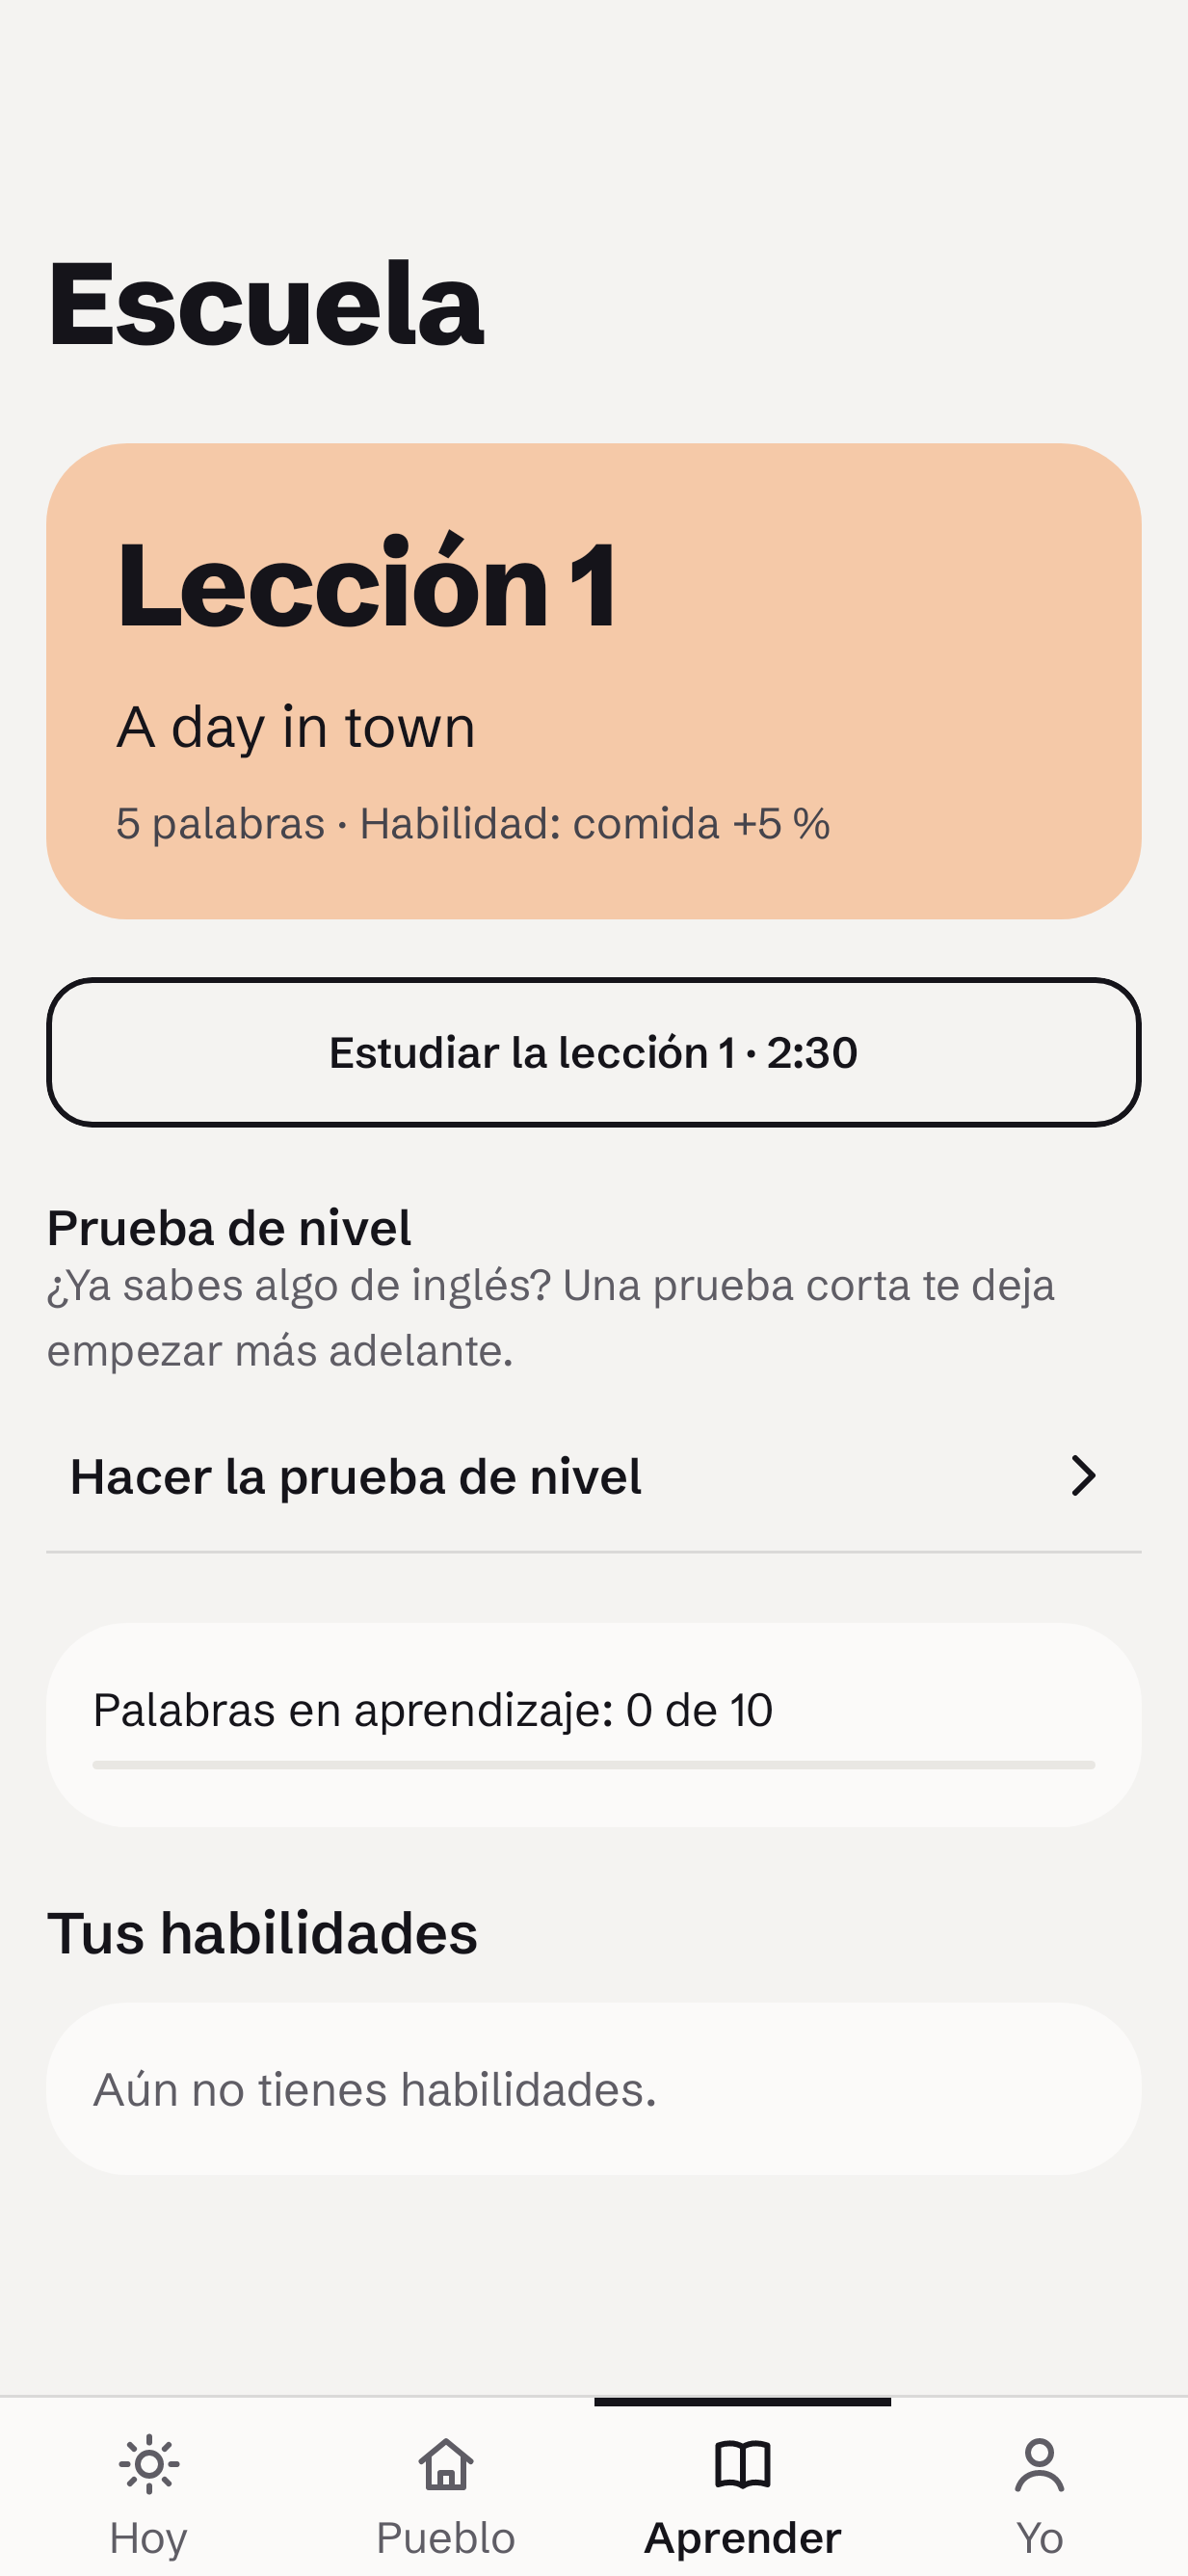 Escuela
Lección 1
A day in town
5 palabras · Habilidad: comida +5 %
Estudiar la lección 1 · 2:30
Prueba de nivel
¿Ya sabes algo de inglés? Una prueba corta te deja
empezar más adelante.
Hacer la prueba de nivel
Palabras en aprendizaje: 0 de 10
Tus habilidades
Aún no tienes habilidades.
Hoy
Pueblo
Aprender
Yo